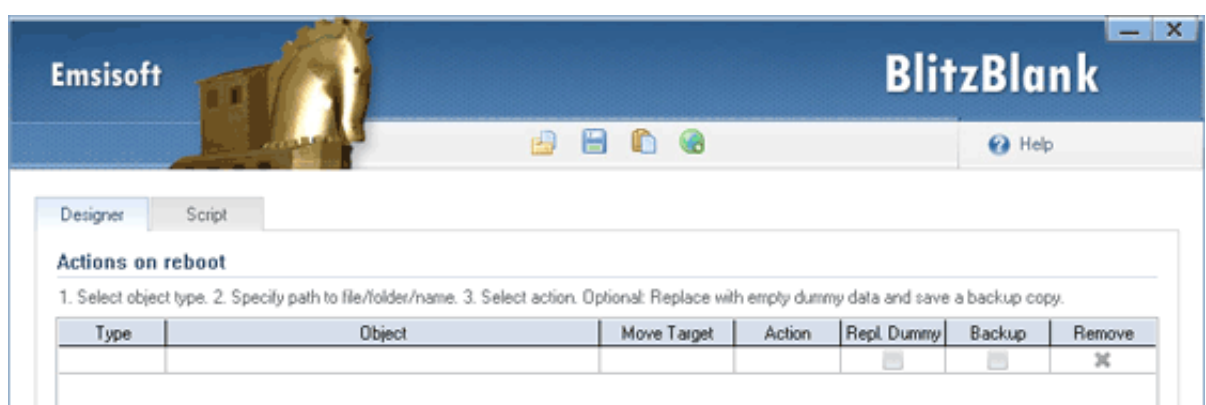 Emsisoft
BlitzBlank
Help
Designer Script
Actions on reboot
1. Select object type. 2. Specify path to file/folder/name. 3. Select action. Optional: Replace with empty dummy data and save a backup copy.
Type Object Move Target Action Repl. Dummy Backup Remove